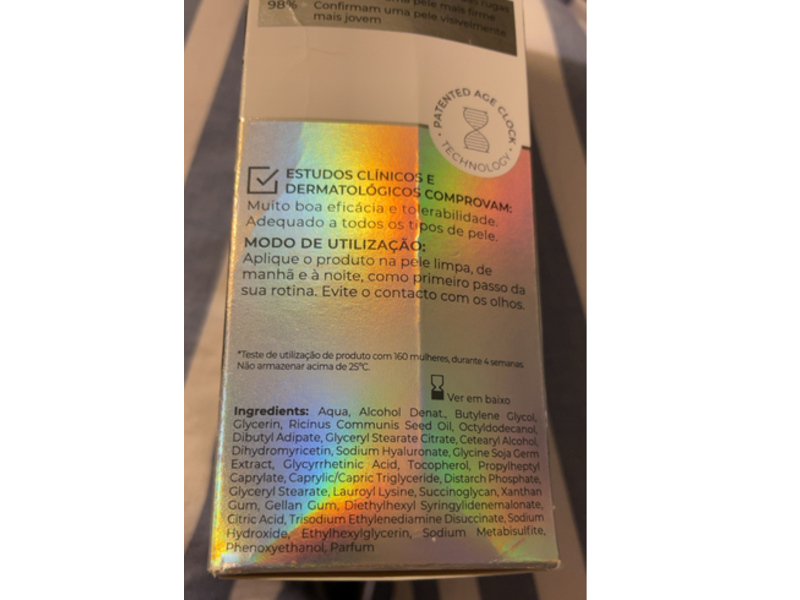 das rugas
uma pele mais firme
98% Confirmam uma pele visivelmente
mais jovem
PATENTED AGE CLOCK
TECHNOLOGY
ESTUDOS CLÍNICOS E
DERMATOLÓGICOS COMPROVAM:
Muito boa eficácia e tolerabilidade.
Adequado a todos os tipos de pele.
MODO DE UTILIZAÇÃO:
Aplique o produto na pele limpa, de
manhã e à noite, como primeiro passo da
sua rotina. Evite o contacto com os olhos.
*Teste de utilização de produto com 160 mulheres, durante 4 semanas.
Não armazenar acima de 25°C.
Ver em baixo
Ingredients: Aqua, Alcohol Denat., Butylene Glycol,
Glycerin, Ricinus Communis Seed Oil, Octyldodecanol,
Dibutyl Adipate, Glyceryl Stearate Citrate, Cetearyl Alcohol,
Dihydromyricetin, Sodium Hyaluronate, Glycine Soja Germ
Extract, Glycyrrhetinic Acid, Tocopherol, Propylheptyl
Caprylate, Caprylic/Capric Triglyceride, Distarch Phosphate,
Glyceryl Stearate, Lauroyl Lysine, Succinoglycan, Xanthan
Gum, Gellan Gum, Diethylhexyl Syringylidenemalonate,
Citric Acid, Trisodium Ethylenediamine Disuccinate, Sodium
Hydroxide, Ethylhexylglycerin, Sodium Metabisulfite,
Phenoxyethanol, Parfum